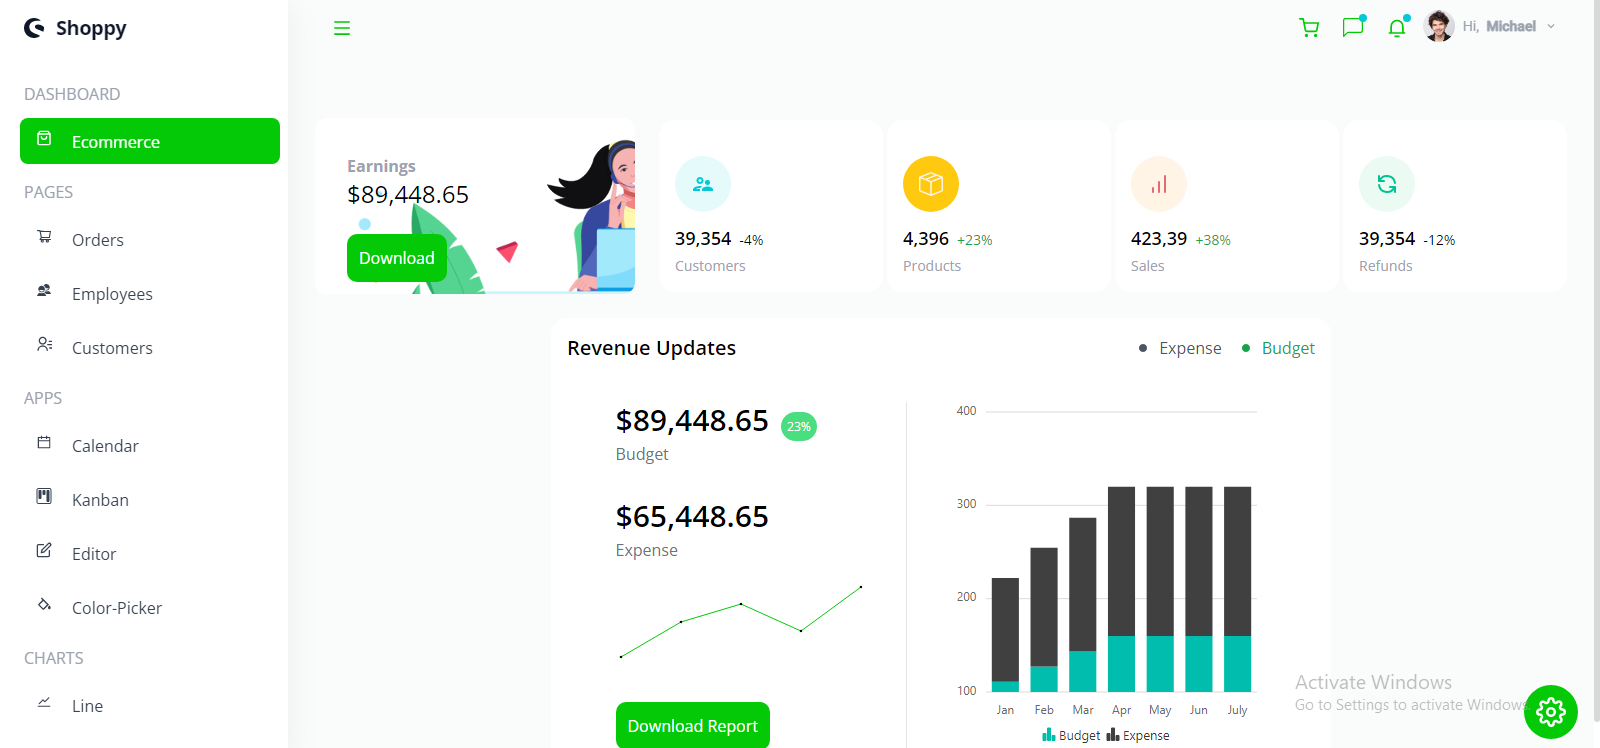 Shoppy
Hi, Michael
DASHBOARD
Ecommerce
PAGES
Orders
Employees
Customers
APPS
Calendar
Kanban
Editor
Color-Picker
CHARTS
Line
Earnings
$89,448.65
Download
39,354 -4%
Customers
4,396 +23%
Products
423,39 +38%
Sales
39,354 -12%
Refunds
Revenue Updates
Expense
Budget
$89,448.65 23%
Budget
$65,448.65
Expense
Download Report
400
300
200
100
Jan Feb Mar Apr May Jun July
Budget Expense
Activate Windows
Go to Settings to activate Windows.